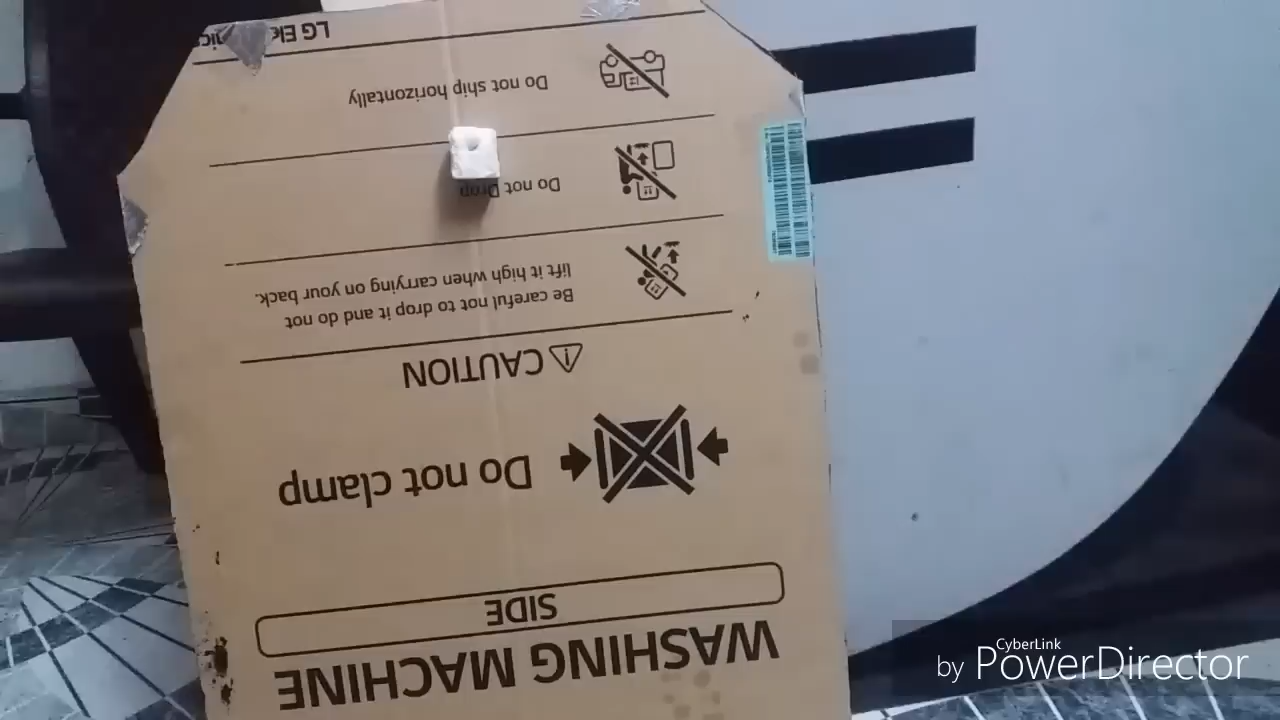 WASHING MACHINE
SIDE
Do not clamp
CAUTION
Be careful not to drop it and do not
lift it high when carrying on your back.
Do not Drop
Do not ship horizontally
LG
CyberLink
by PowerDirector